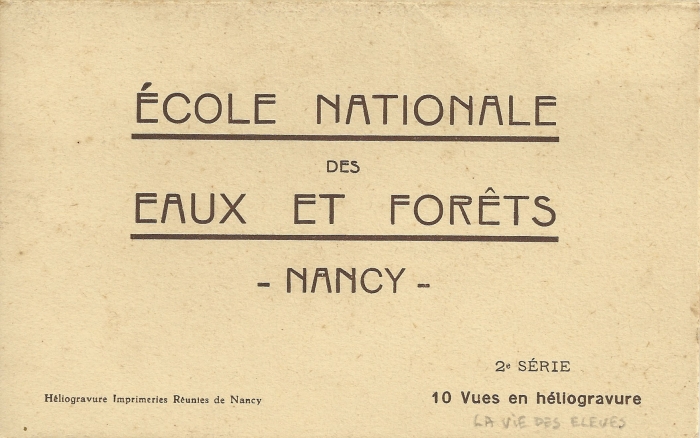 ÉCOLE NATIONALE
DES
EAUX ET FORÊTS
- NANCY -
2e SÉRIE
Héliogravure Imprimeries Réunies de Nancy
10 Vues en héliogravure
LA VIE DES ELEVES